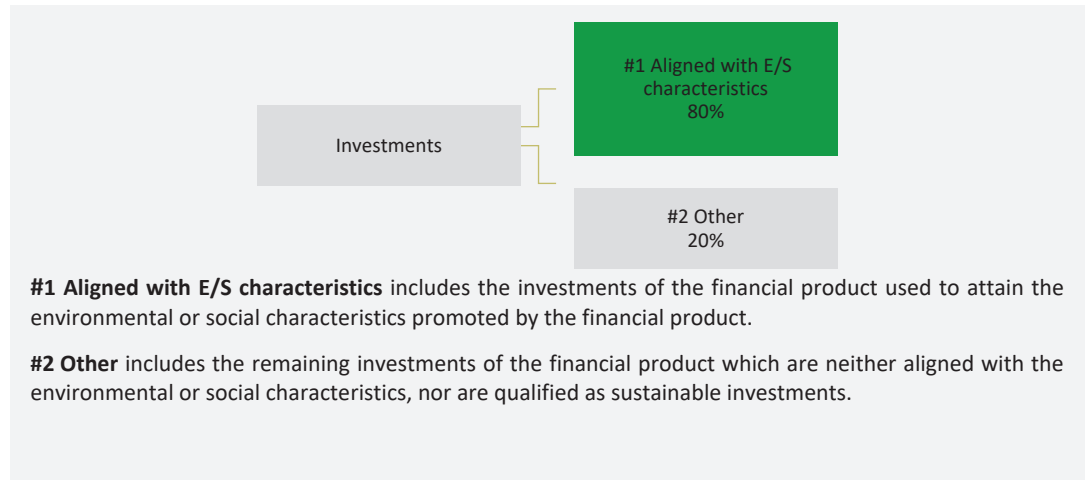 #1 Aligned with E/S
characteristics
80%
Investments
#2 Other
20%
#1 Aligned with E/S characteristics includes the investments of the financial product used to attain the
environmental or social characteristics promoted by the financial product.
#2 Other includes the remaining investments of the financial product which are neither aligned with the
environmental or social characteristics, nor are qualified as sustainable investments.